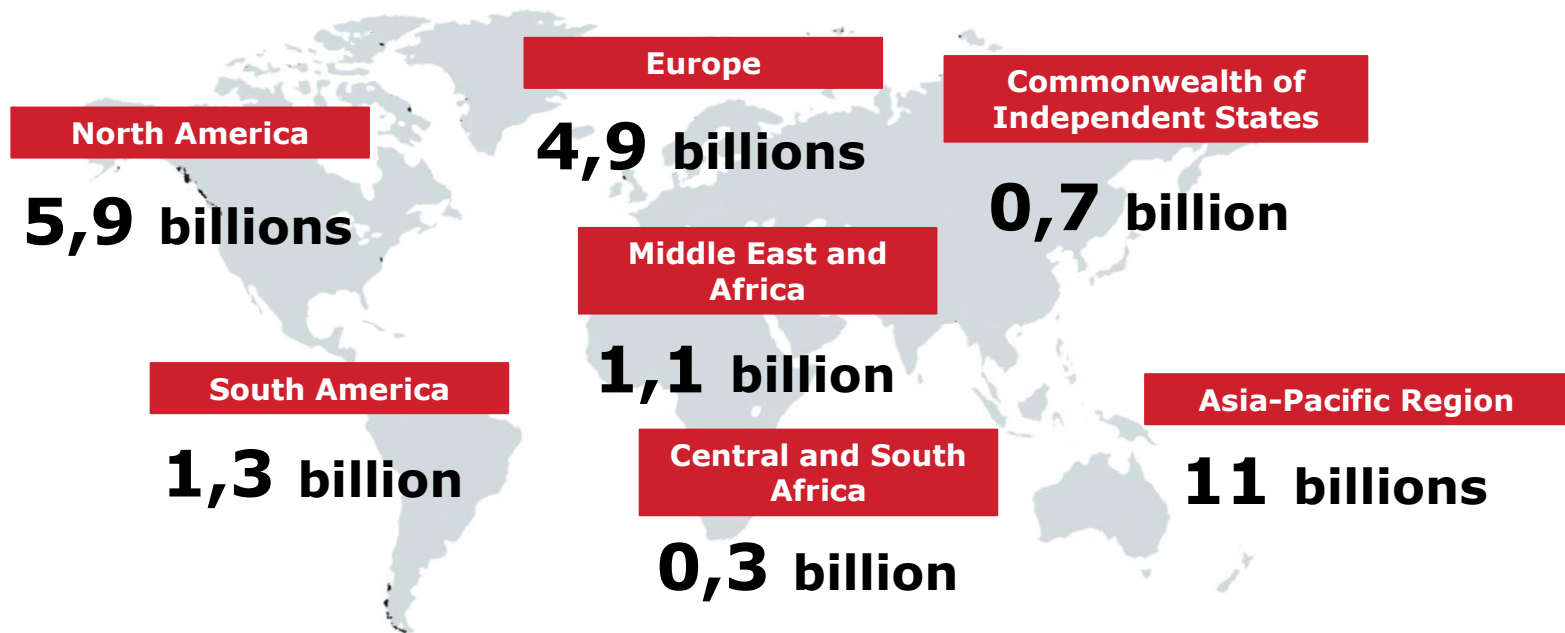 Europe
4,9 billions
Commonwealth of
Independent States
0,7 billion
North America
5,9 billions
Middle East and
Africa
1,1 billion
South America
1,3 billion
Central and South
Africa
0,3 billion
Asia-Pacific Region
11 billions